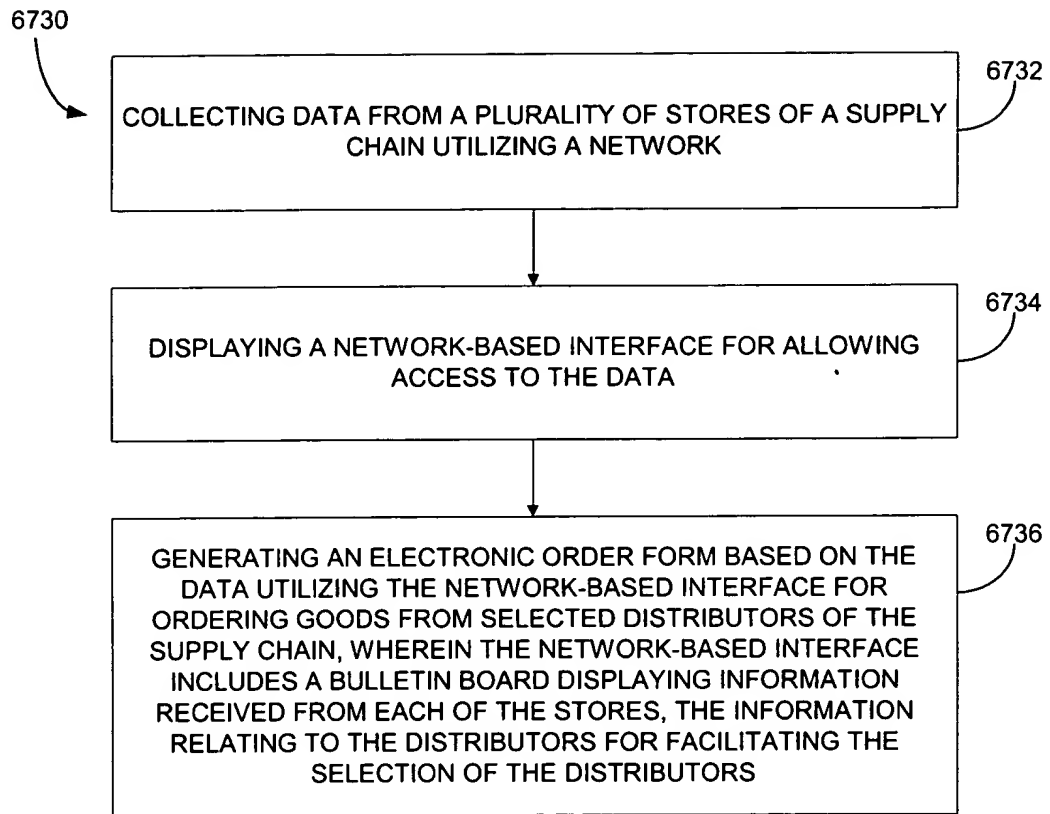 6730
6732
COLLECTING DATA FROM A PLURALITY OF STORES OF A SUPPLY
CHAIN UTILIZING A NETWORK
6734
DISPLAYING A NETWORK-BASED INTERFACE FOR ALLOWING
ACCESS TO THE DATA
6736
GENERATING AN ELECTRONIC ORDER FORM BASED ON THE
DATA UTILIZING THE NETWORK-BASED INTERFACE FOR
ORDERING GOODS FROM SELECTED DISTRIBUTORS OF THE
SUPPLY CHAIN, WHEREIN THE NETWORK-BASED INTERFACE
INCLUDES A BULLETIN BOARD DISPLAYING INFORMATION
RECEIVED FROM EACH OF THE STORES, THE INFORMATION
RELATING TO THE DISTRIBUTORS FOR FACILITATING THE
SELECTION OF THE DISTRIBUTORS